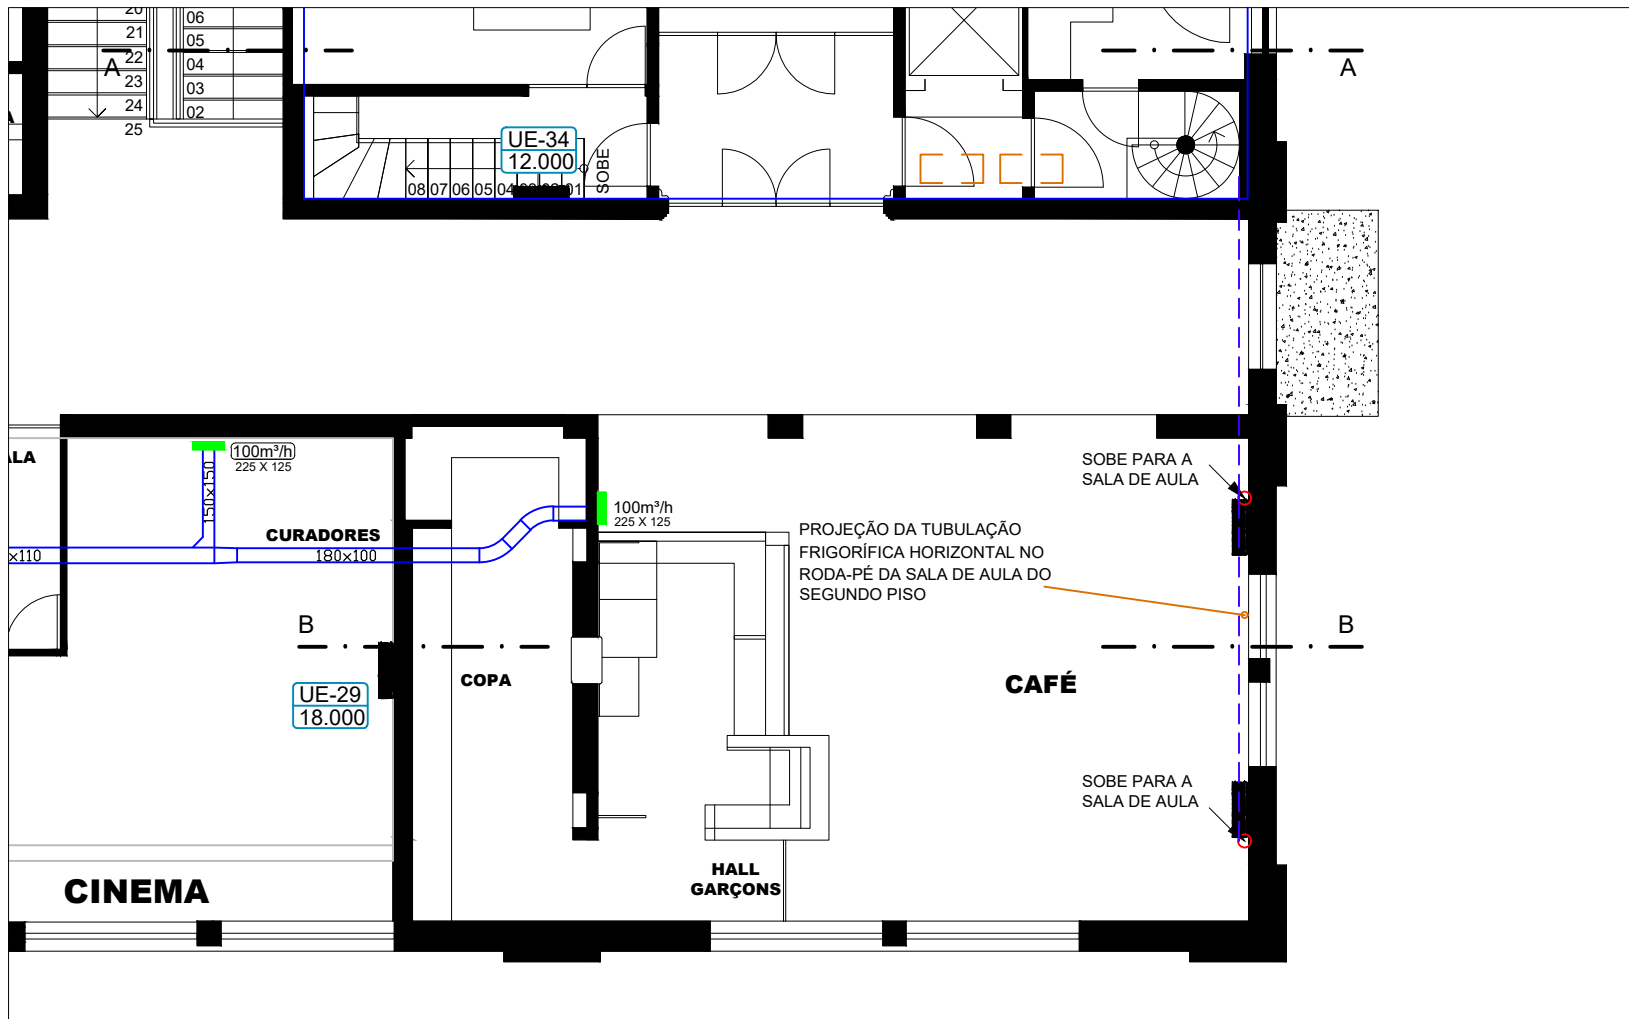 20
21
22
23
24
25
06
05
04
03
02
A
A
UE-34
12.000
SOBE
08 07 06 05 04 03 02 01
100m³/h
225 X 125
150x150
CURADORES
180x100
x110
ALA
100m³/h
225 X 125
SOBE PARA A
SALA DE AULA
PROJEÇÃO DA TUBULAÇÃO
FRIGORÍFICA HORIZONTAL NO
RODA-PÉ DA SALA DE AULA DO
SEGUNDO PISO
B
B
COPA
CAFÉ
UE-29
18.000
SOBE PARA A
SALA DE AULA
HALL
GARÇONS
CINEMA